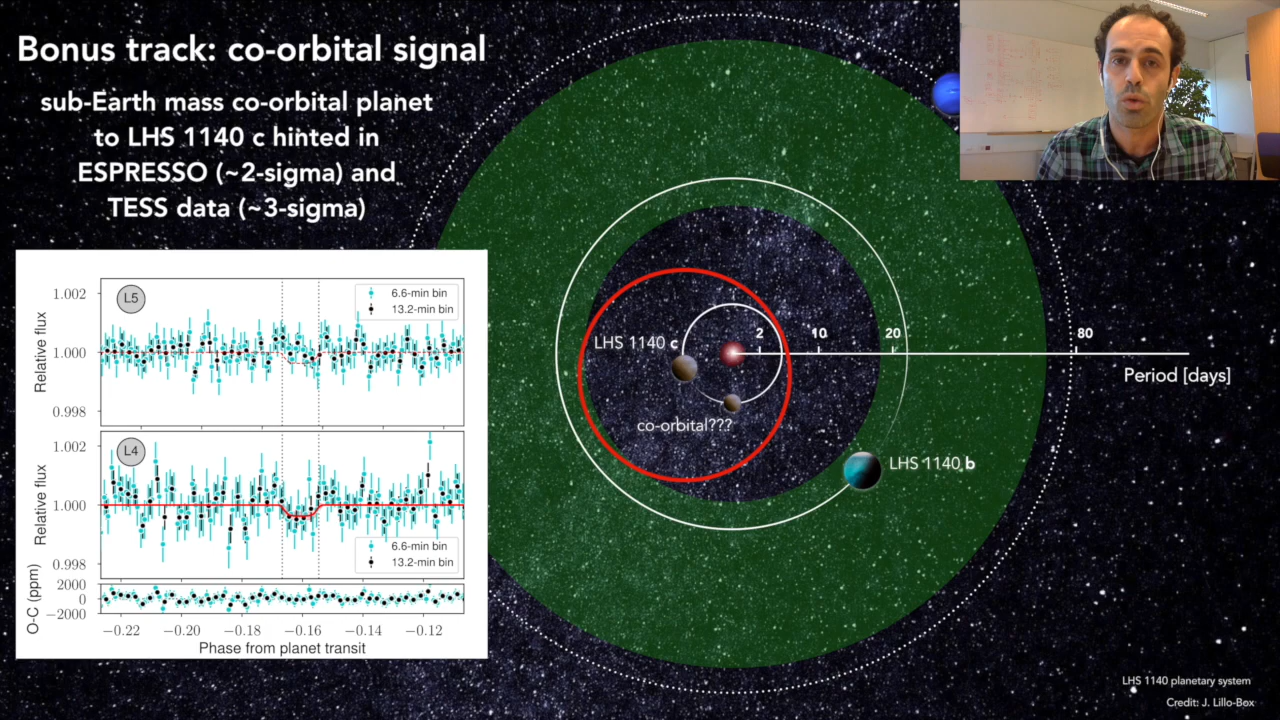 Bonus track: co-orbital signal
sub-Earth mass co-orbital planet
to LHS 1140 c hinted in
ESPRESSO (~2-sigma) and
TESS data (~3-sigma)
L5
1.002
1.000
0.998
Relative flux
6.6-min bin
13.2-min bin
L4
1.002
1.000
0.998
Relative flux
6.6-min bin
13.2-min bin
2000
0
−2000
O-C (ppm)
−0.22 −0.20 −0.18 −0.16 −0.14 −0.12
Phase from planet transit
2 10 20 80
Period [days]
LHS 1140 c
co-orbital???
LHS 1140 b
LHS 1140 planetary system
Credit: J. Lillo-Box